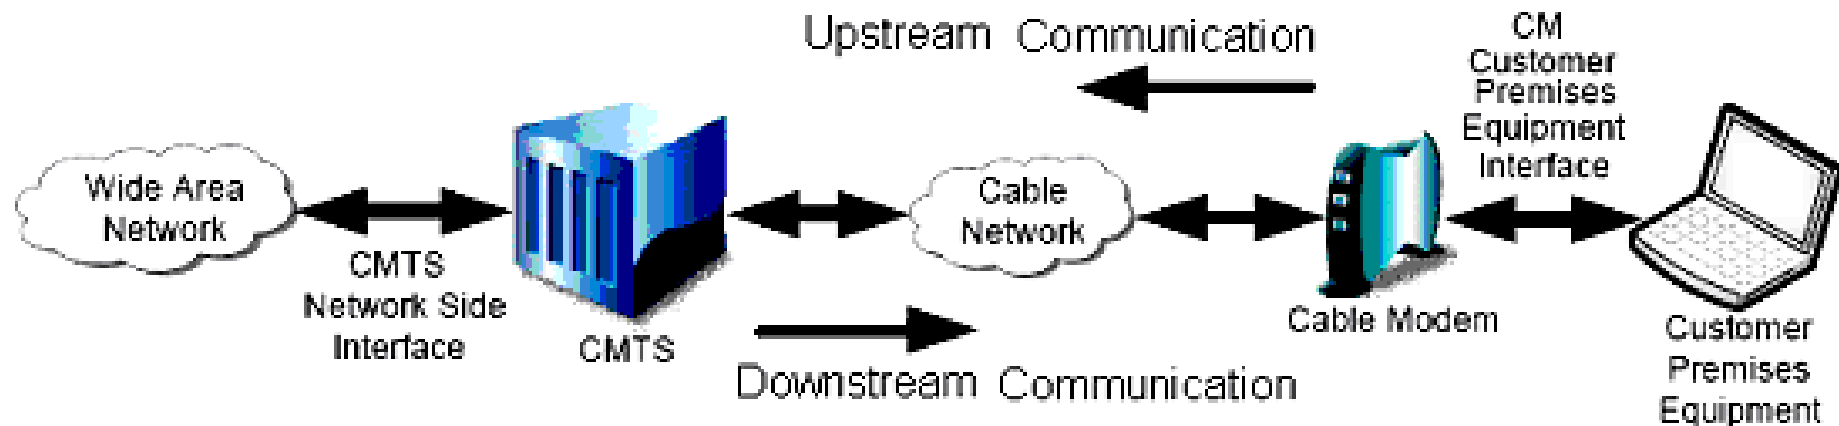 Upstream Communication
CM
Customer
Premises
Equipment
Interface
Wide Area
Network
Cable
Network
CMTS
Network Side
Interface
CMTS
Cable Modem
Customer
Premises
Equipment
Downstream Communication